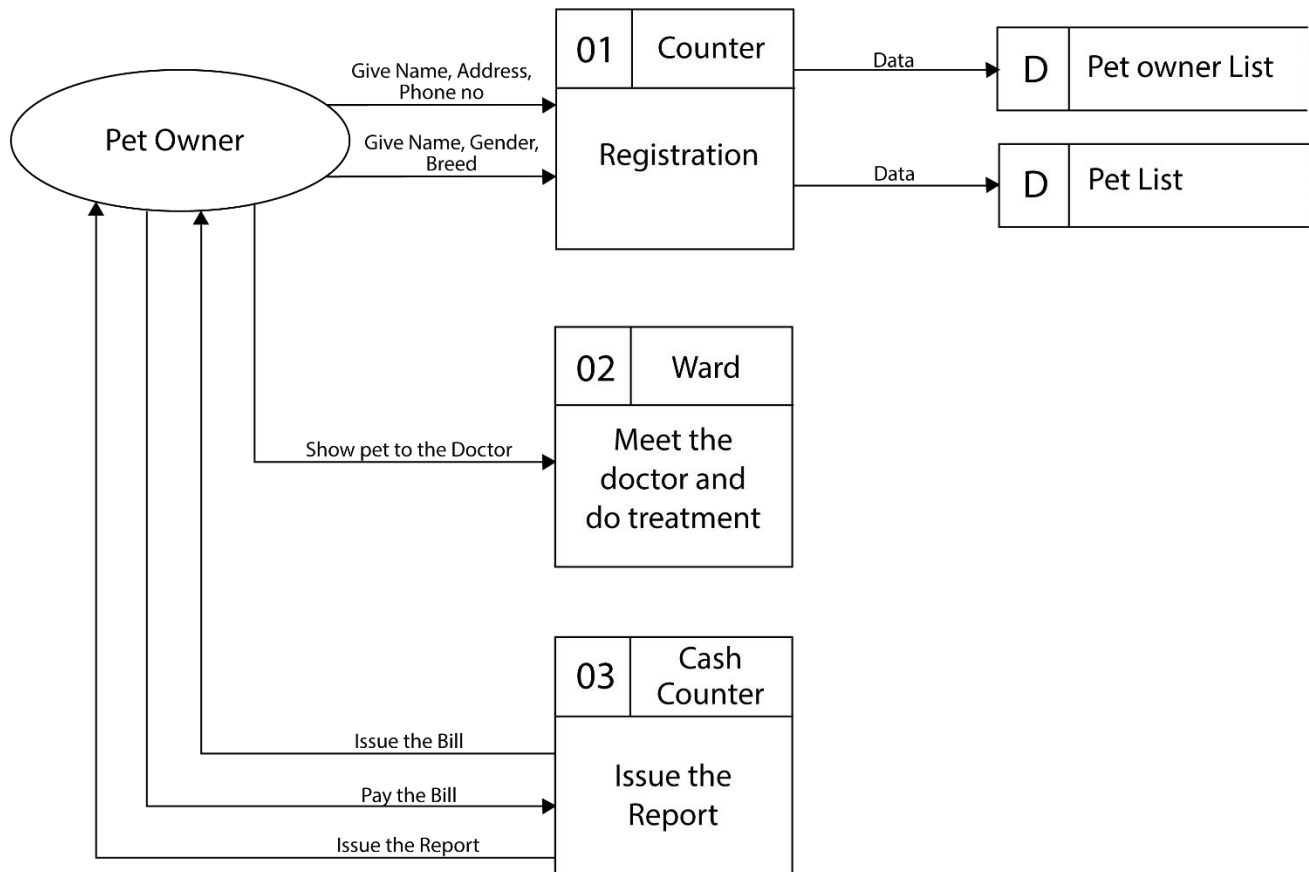 Pet Owner
Give Name, Address,
Phone no
Give Name, Gender,
Breed
01
Counter
Registration
Data
D
Pet owner List
Data
D
Pet List
Show pet to the Doctor
02
Ward
Meet the
doctor and
do treatment
03
Cash
Counter
Issue the
Report
Issue the Bill
Pay the Bill
Issue the Report